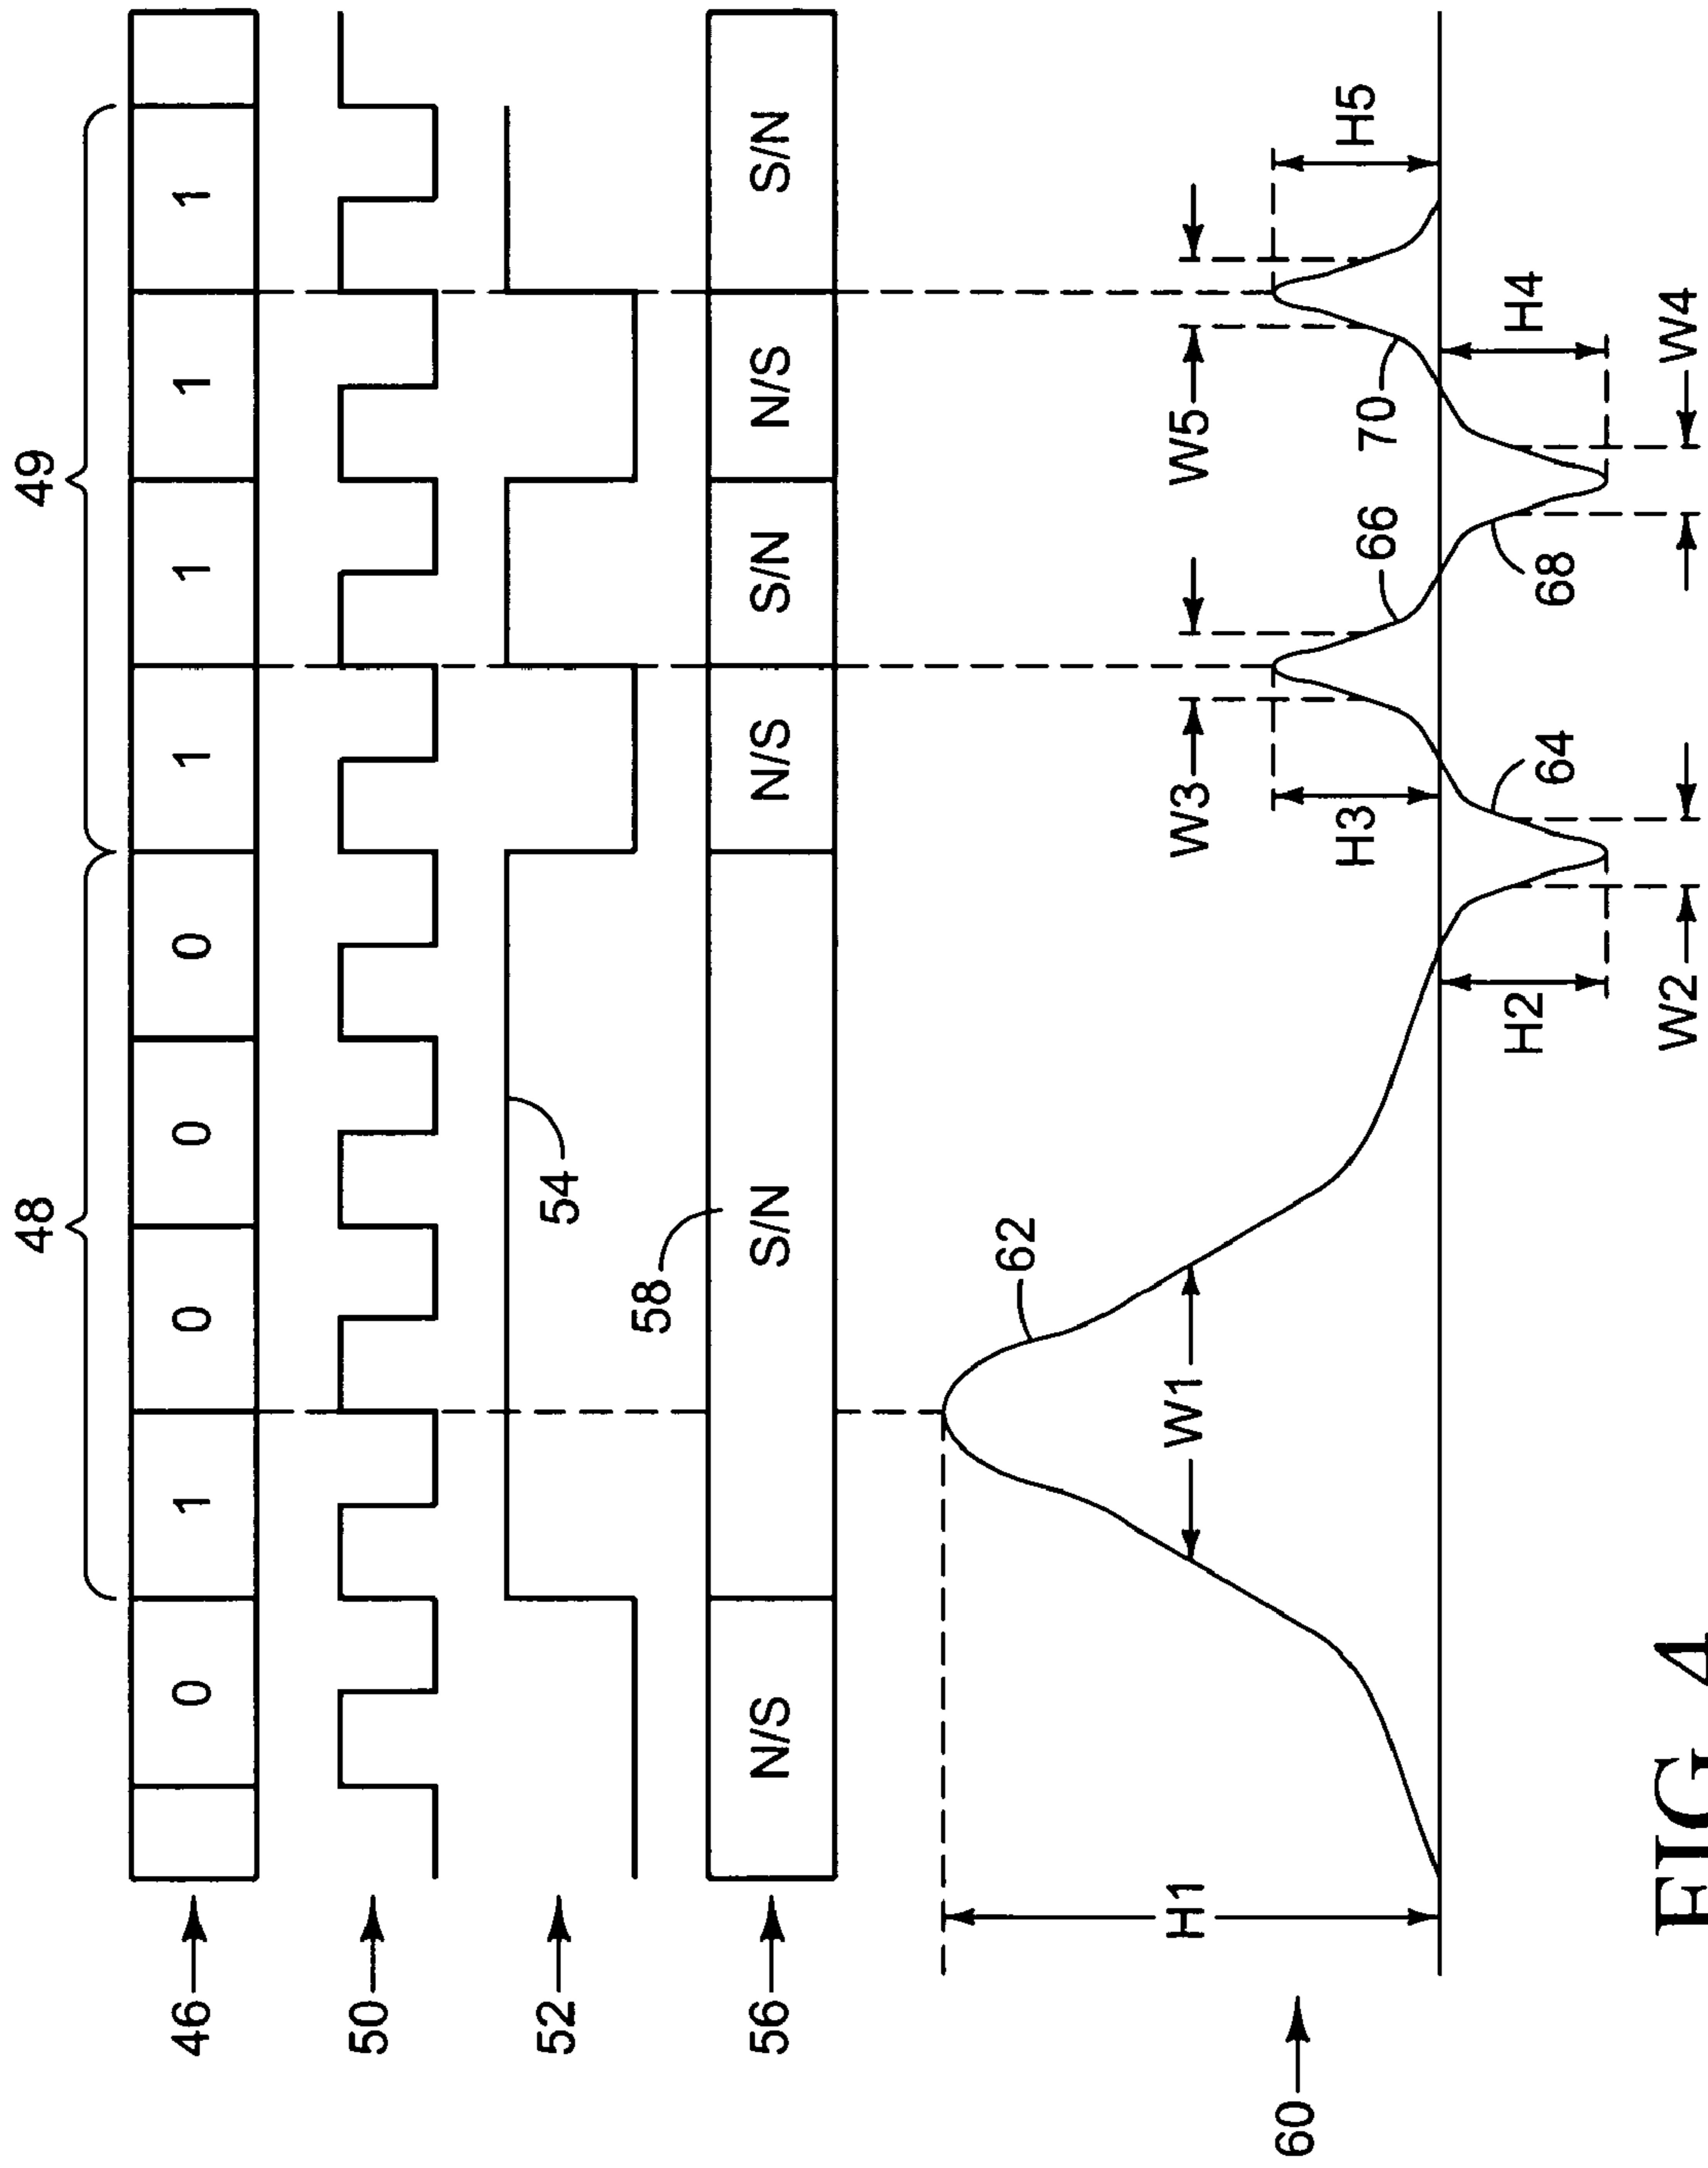 48 49
46 0 1 0 0 0 1 1 1 1
50
52 54
58
56 N/S S/N N/S S/N N/S S/N
62
H1 W1 W3 W5
60 H3 66 70 H5
H2 64 68 H4
W2 W4
FIG 4